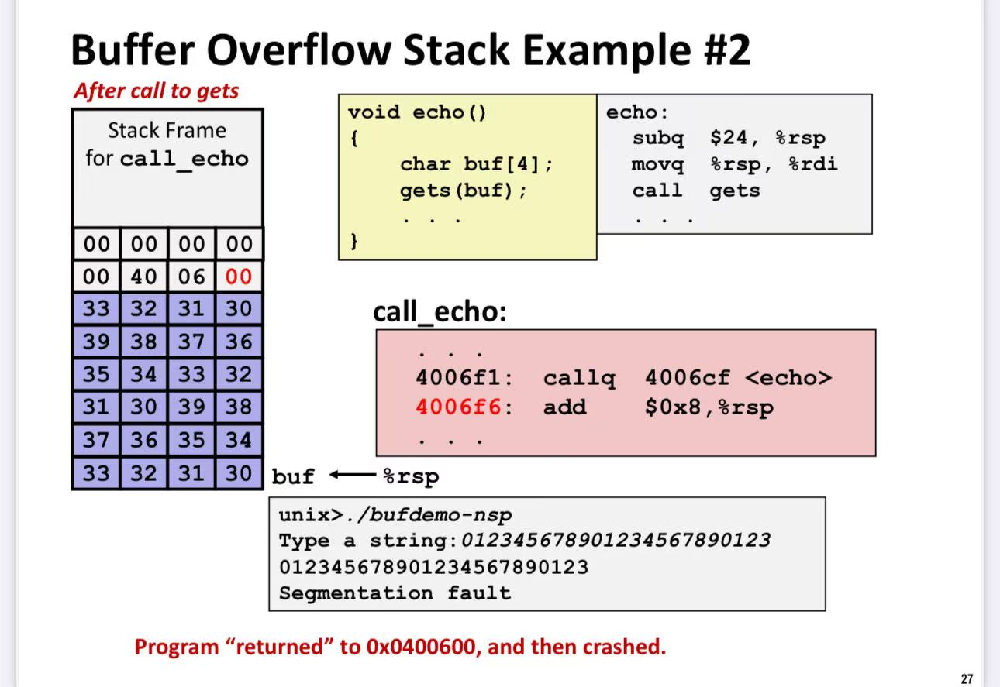 Buffer Overflow Stack Example #2
After call to gets
Stack Frame
for call_echo
00 00 00 00
00 40 06 00
33 32 31 30
39 38 37 36
35 34 33 32
31 30 39 38
37 36 35 34
33 32 31 30
buf ← %rsp
void echo()
{
    char buf[4];
    gets(buf);
    . . .
}
echo:
  subq  $24, %rsp
  movq  %rsp, %rdi
  call  gets
  . . .
call_echo:
. . .
4006f1:  callq  4006cf <echo>
4006f6:  add    $0x8,%rsp
. . .
unix>./bufdemo-nsp
Type a string:012345678901234567890123
012345678901234567890123
Segmentation fault
Program “returned” to 0x0400600, and then crashed.
27